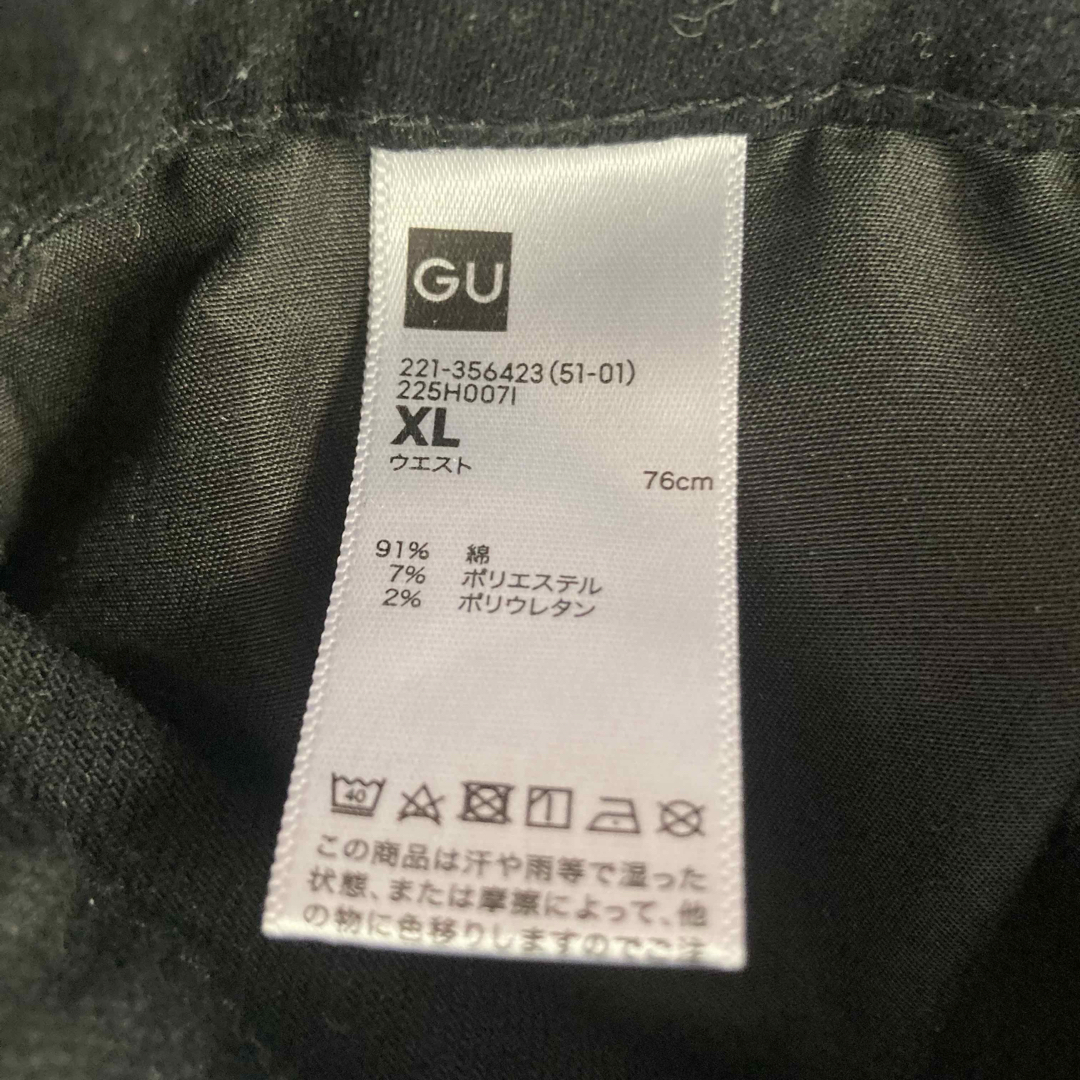 GU
221-356423(51-01)
225H007I
XL
ウエスト
76cm
91% 綿
7% ポリエステル
2% ポリウレタン
40
この商品は汗や雨等で湿った
状態、または摩擦によって、他
の物に色移りしますのでご注